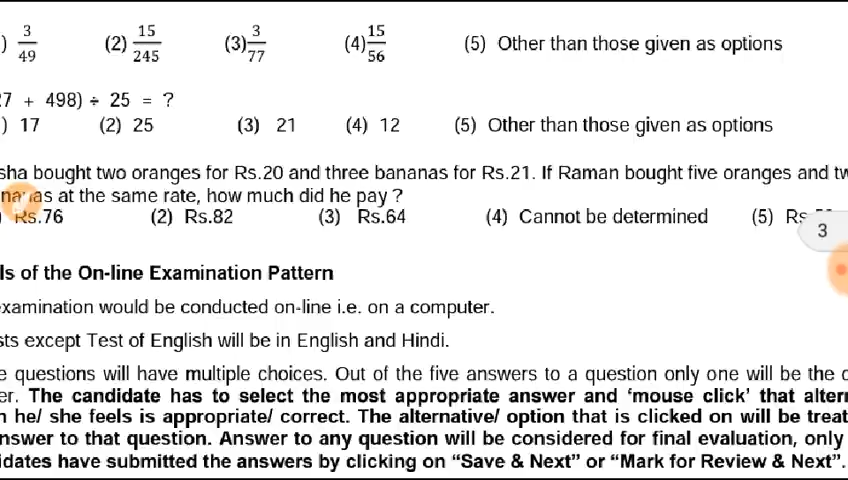 ) 3/49 (2) 15/245 (3) 3/77 (4) 15/56 (5) Other than those given as options
27 + 498) ÷ 25 = ?
) 17 (2) 25 (3) 21 (4) 12 (5) Other than those given as options
sha bought two oranges for Rs.20 and three bananas for Rs.21. If Raman bought five oranges and tw
at the same rate, how much did he pay ?
Rs.76 (2) Rs.82 (3) Rs.64 (4) Cannot be determined (5)
3
ls of the On-line Examination Pattern
examination would be conducted on-line i.e. on a computer.
sts except Test of English will be in English and Hindi.
e questions will have multiple choices. Out of the five answers to a question only one will be the c
er. The candidate has to select the most appropriate answer and ‘mouse click’ that altern
h he/ she feels is appropriate/ correct. The alternative/ option that is clicked on will be treat
nswer to that question. Answer to any question will be considered for final evaluation, only
idates have submitted the answers by clicking on “Save & Next” or “Mark for Review & Next”.